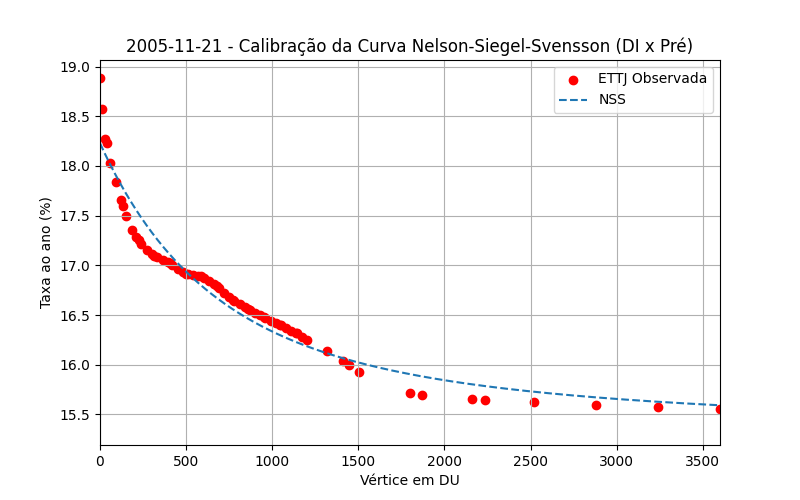 2005-11-21 - Calibração da Curva Nelson-Siegel-Svensson (DI x Pré)
ETTJ Observada
NSS
Taxa ao ano (%)
19.0
18.5
18.0
17.5
17.0
16.5
16.0
15.5
0 500 1000 1500 2000 2500 3000 3500
Vértice em DU